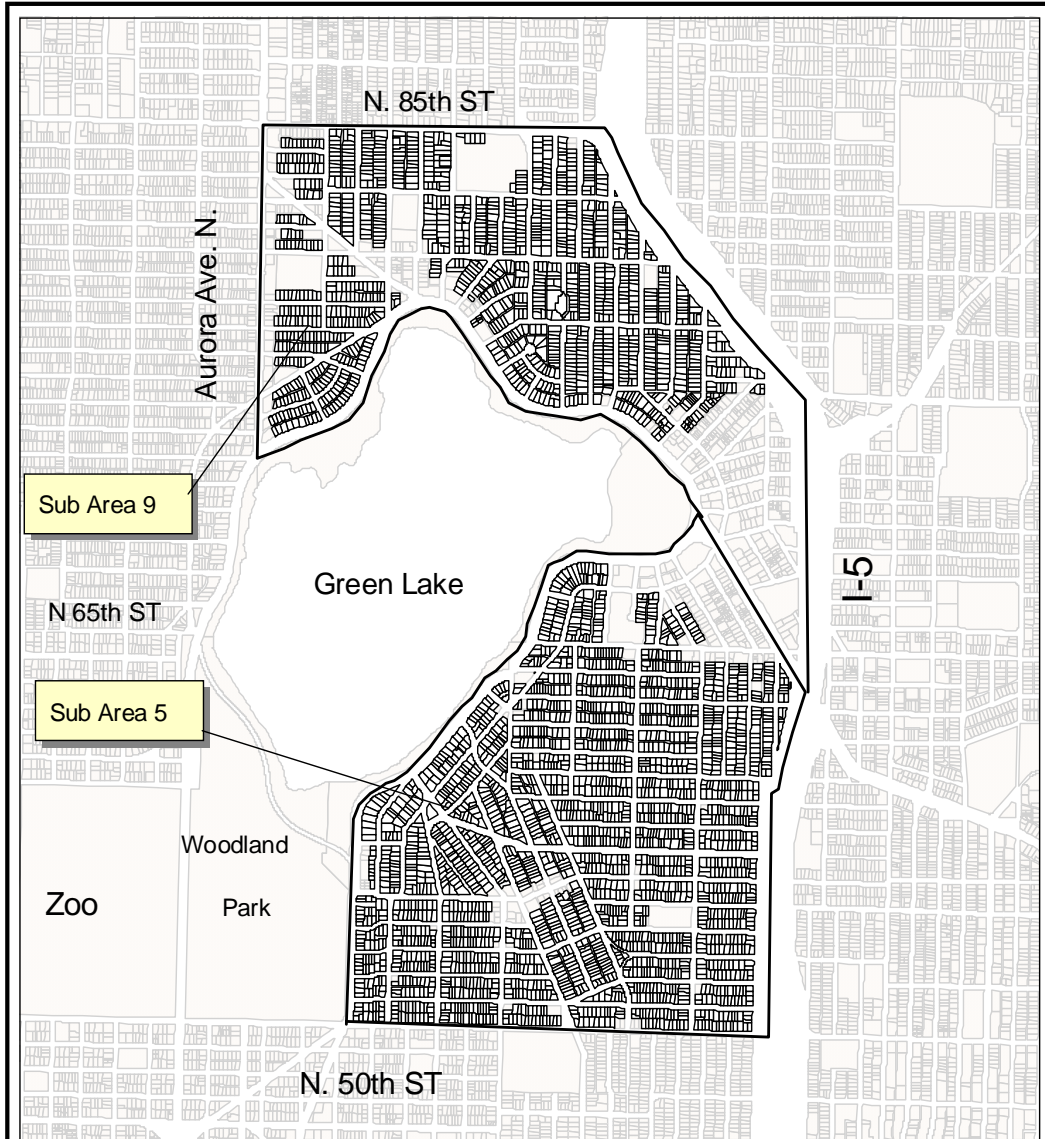 N. 85th ST
Aurora Ave. N.
Sub Area 9
Green Lake
I-5
N 65th ST
Sub Area 5
Woodland
Park
Zoo
N. 50th ST